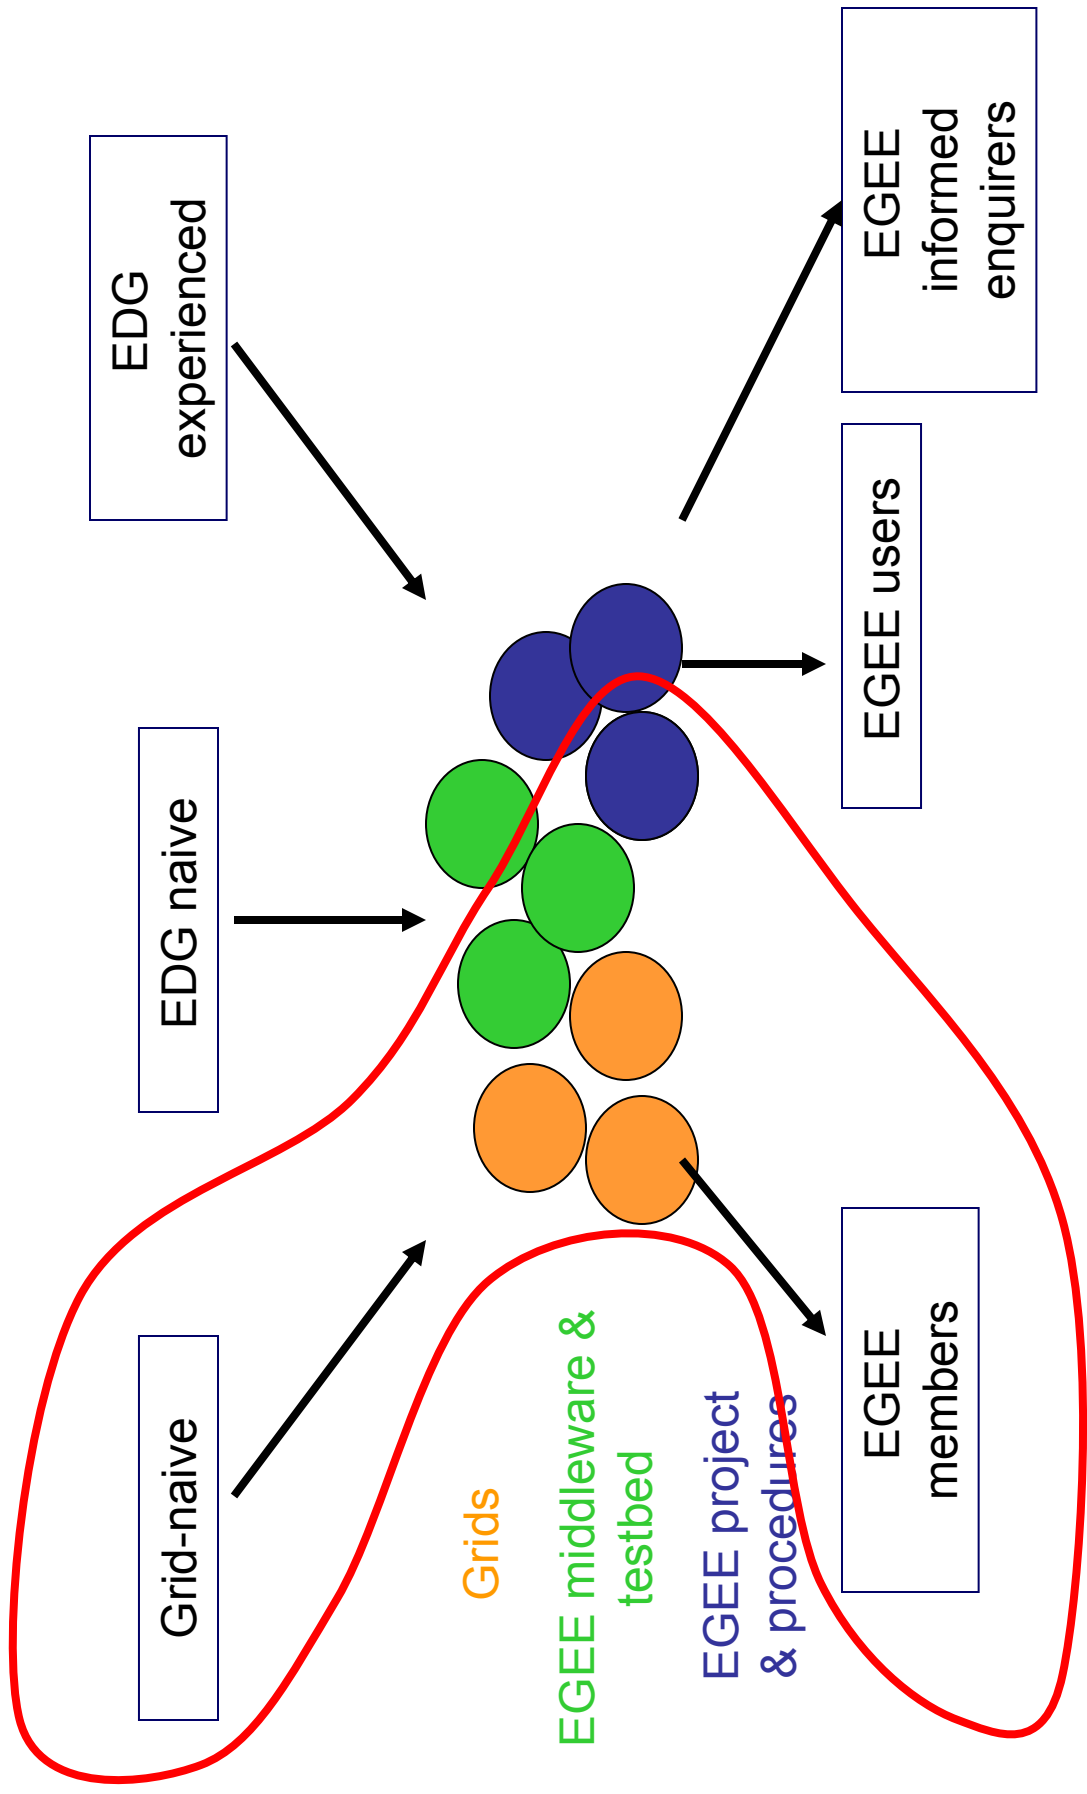 Grid-naive
EDG naive
EDG
experienced
Grids
EGEE middleware &
testbed
EGEE project
& procedures
EGEE
members
EGEE users
EGEE
informed
enquirers